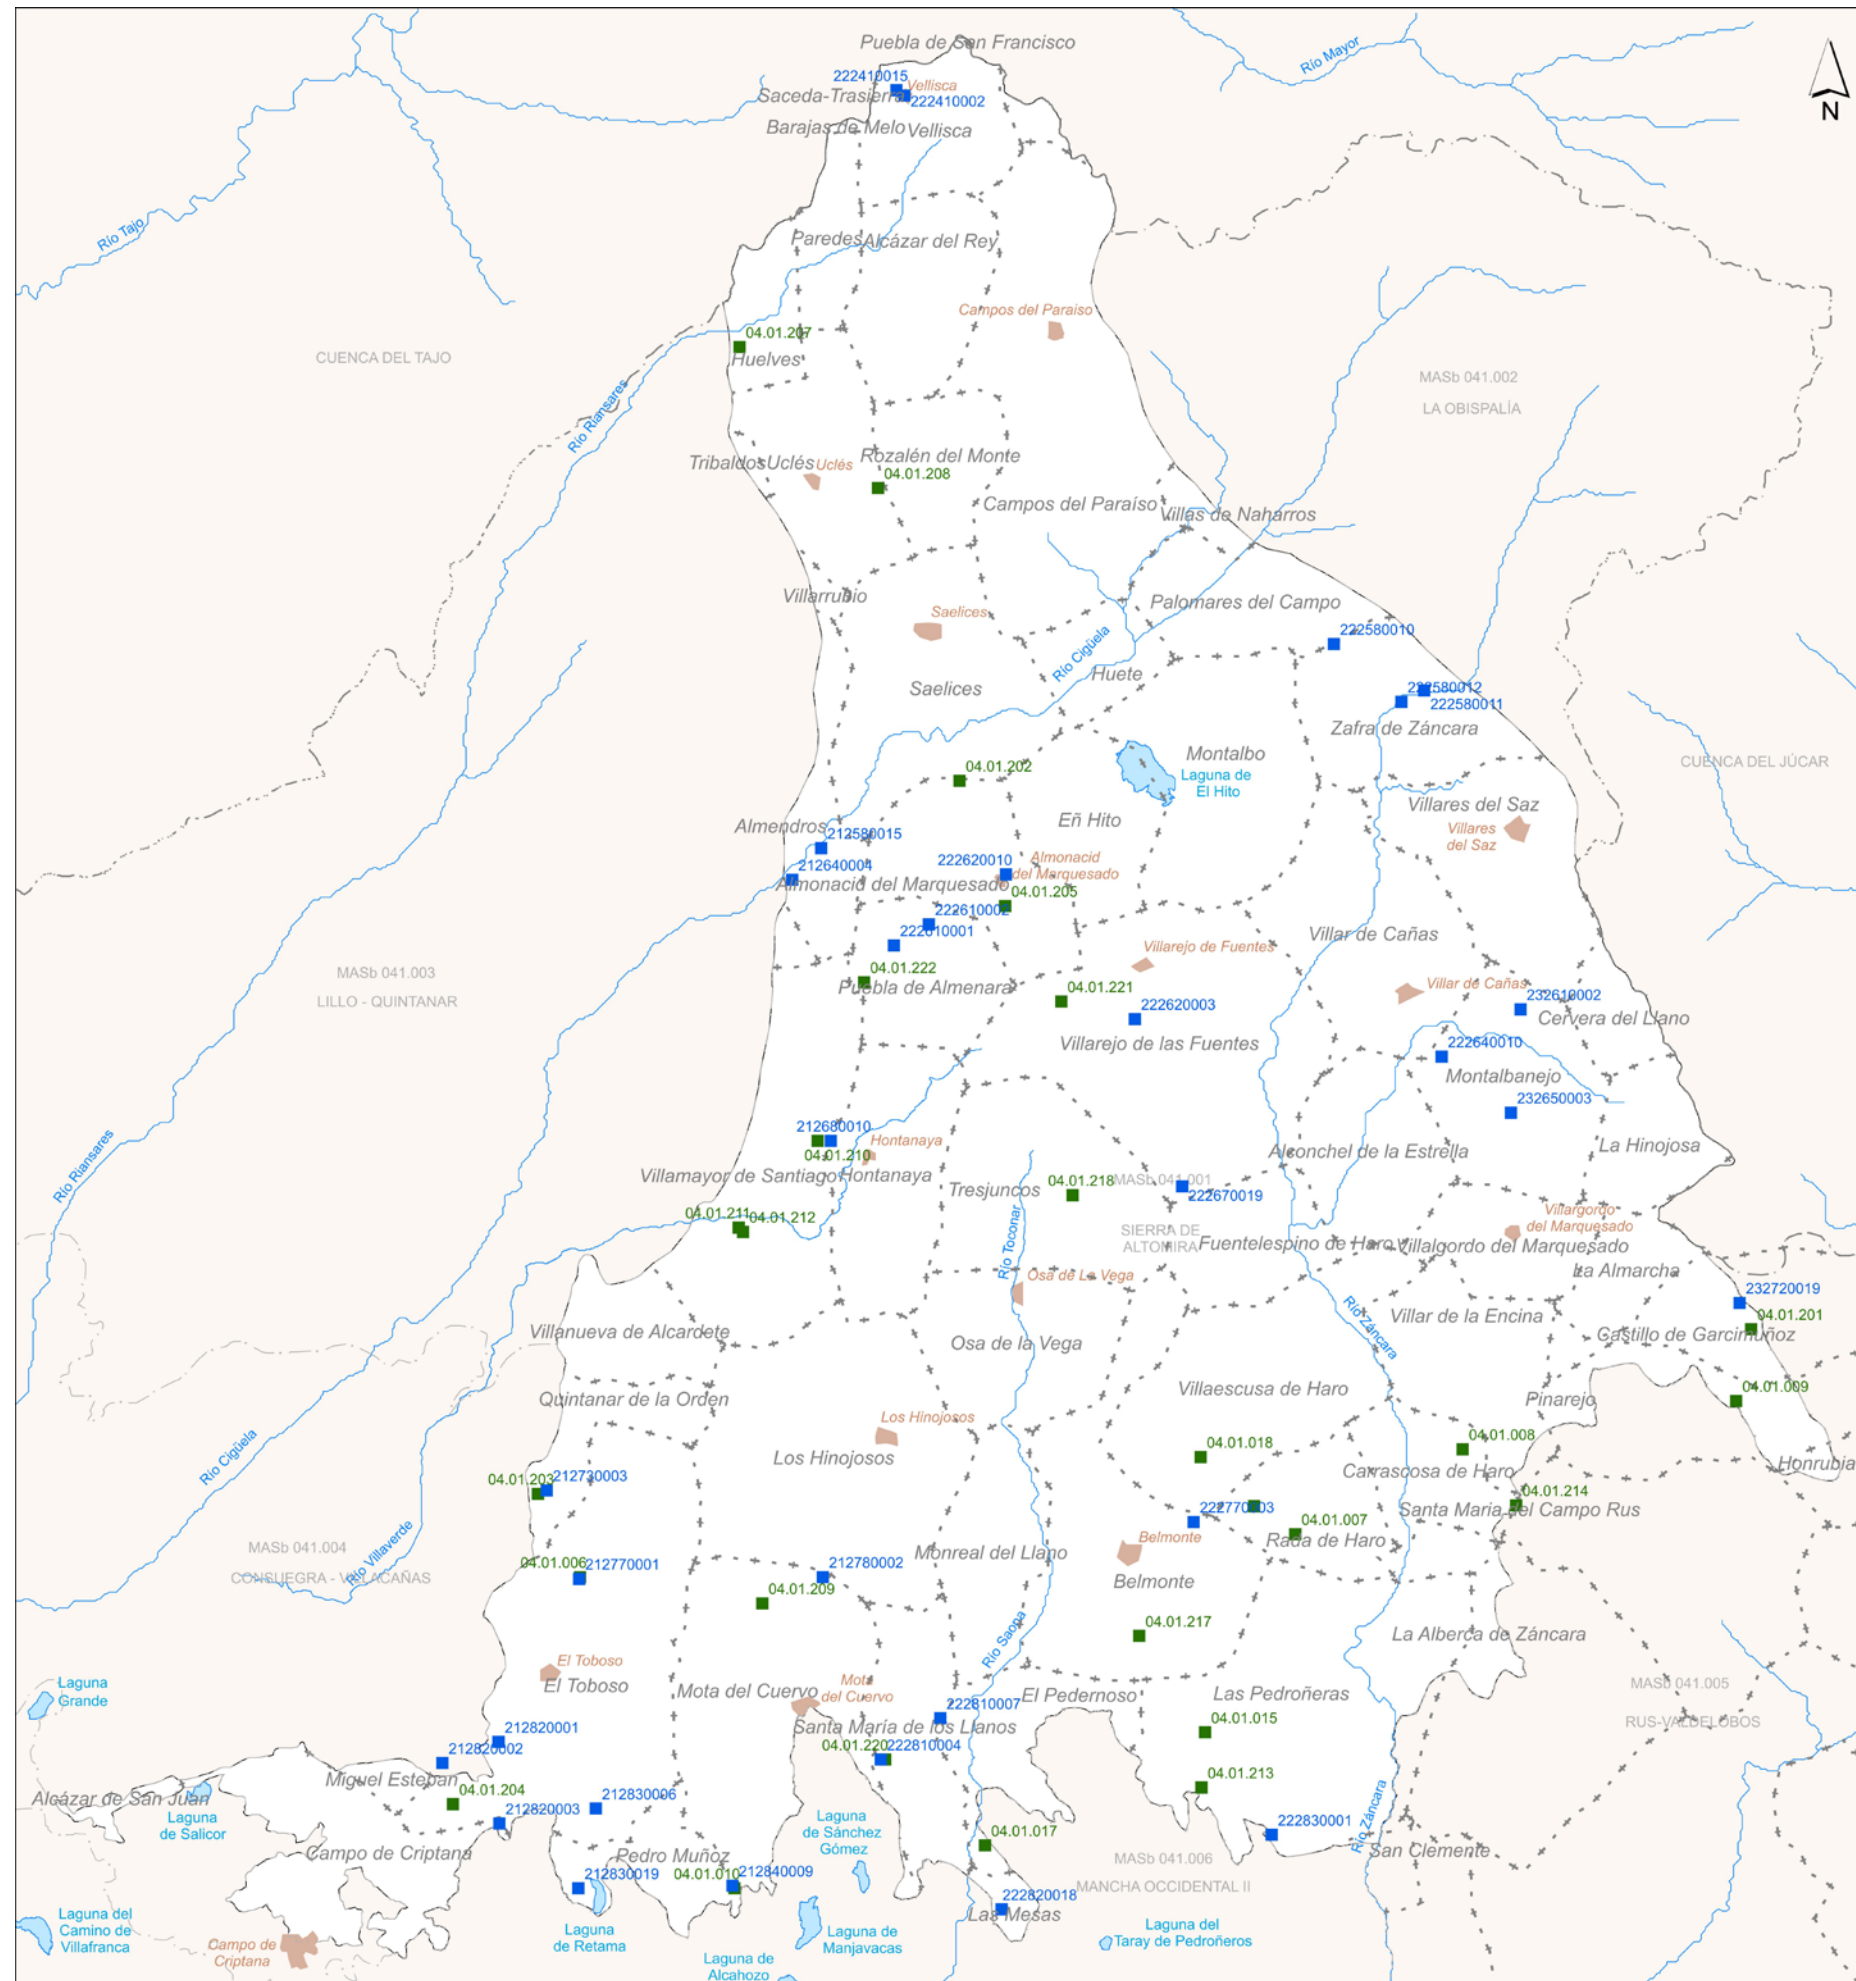 Puebla de San Francisco
Río Mayor
222410015
Vellisca
Saceda-Trasierra
222410002
N
Barajas de Melo
Vellisca
Río Tajo
Paredes
Alcázar del Rey
Campos del Paraiso
04.01.207
CUENCA DEL TAJO
Huelves
MASb 041.002
LA OBISPALÍA
Río Riansares
Rozalén del Monte
Tribaldos
Uclés
Uclés
04.01.208
Campos del Paraíso
Villas de Naharros
Villarrubio
Saelices
Palomares del Campo
222580010
Río Cigüela
Huete
Saelices
222580012
222580011
Zafra de Záncara
Montalbo
04.01.202
Laguna de
El Hito
CUENCA DEL JÚCAR
Villares del Saz
Eñ Hito
Almendros
212580015
Villares
del Saz
222620010
Almonacid
del Marquesado
212640004
Almonacid del Marquesado
04.01.205
222610002
222610001
Villar de Cañas
Villarejo de Fuentes
MASb 041.003
LILLO - QUINTANAR
04.01.222
Puebla de Almenara
04.01.221
Villar de Cañas
222620003
232610002
Cervera del Llano
Villarejo de las Fuentes
222640010
Montalbanejo
232650003
212680010
Hontanaya
04.01.210
Río Riansares
La Hinojosa
Alconchel de la Estrella
Villamayor de Santiago
Hontanaya
Tresjuncos
04.01.218
MASb 041.001
222670019
04.01.211
04.01.212
SIERRA DE
ALTOMIRA
Villargordo
del Marquesado
Río Toconar
Fuentelespino de Haro
Villalgordo del Marquesado
Osa de La Vega
La Almarcha
232720019
Villar de la Encina
04.01.201
Castillo de Garcimuñoz
Río Záncara
Villanueva de Alcardete
Osa de la Vega
Villaescusa de Haro
04.01.009
Quintanar de la Orden
Pinarejo
Los Hinojosos
Los Hinojosos
04.01.018
04.01.008
Río Cigüela
Carrascosa de Haro
Honrubia
04.01.203
212730003
04.01.214
222770003
Santa Maria del Campo Rus
04.01.007
Rada de Haro
Belmonte
MASb 041.004
CONSUEGRA - VILLACAÑAS
Río Villaverde
Monreal del Llano
04.01.006
212770001
212780002
04.01.209
Belmonte
04.01.217
La Alberca de Záncara
Río Saona
El Toboso
El Toboso
Laguna
Grande
Mota
del Cuervo
Mota del Cuervo
MASb 041.005
RUS-VALDELOBOS
El Pedernoso
Las Pedroñeras
222810007
Santa María de los Llanos
04.01.015
212820001
212820002
04.01.220
222810004
Miguel Esteban
04.01.213
Alcázar de San Juan
04.01.204
212830006
Laguna
de Salicor
212820003
Laguna
de Sánchez
Gómez
222830001
Río Záncara
04.01.017
San Clemente
Campo de Criptana
Pedro Muñoz
MASb 041.006
MANCHA OCCIDENTAL II
212830019
04.01.010
212840009
222820018
Las Mesas
Laguna del
Camino de
Villafranca
Laguna
de Retama
Laguna de
Manjavacas
Laguna del
Taray de Pedroñeros
Campo de
Criptana
Laguna de
Alcahozo